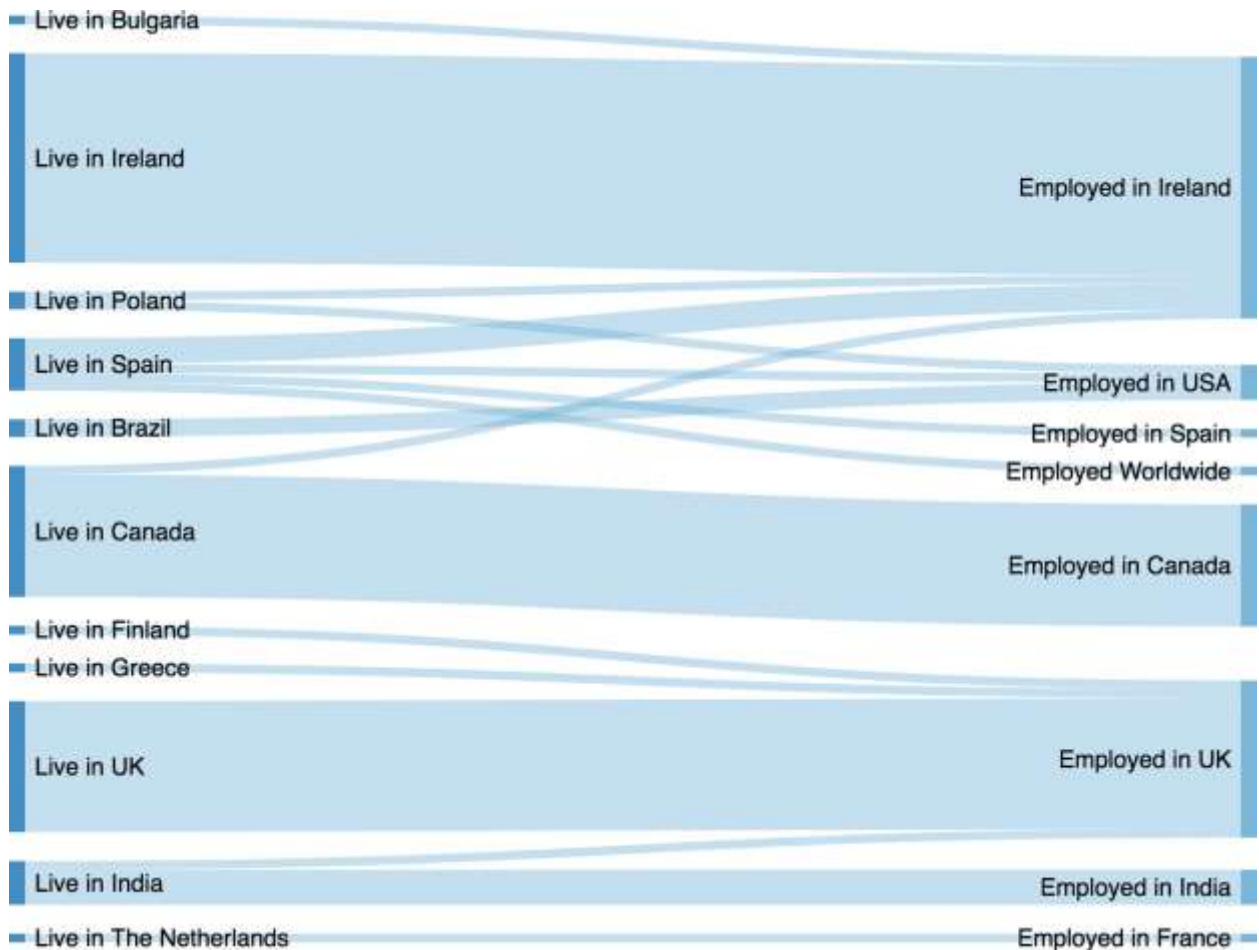 Live in Bulgaria
Live in Ireland
Employed in Ireland
Live in Poland
Live in Spain
Employed in USA
Live in Brazil
Employed in Spain
Employed Worldwide
Live in Canada
Employed in Canada
Live in Finland
Live in Greece
Employed in UK
Live in UK
Live in India
Employed in India
Live in The Netherlands
Employed in France